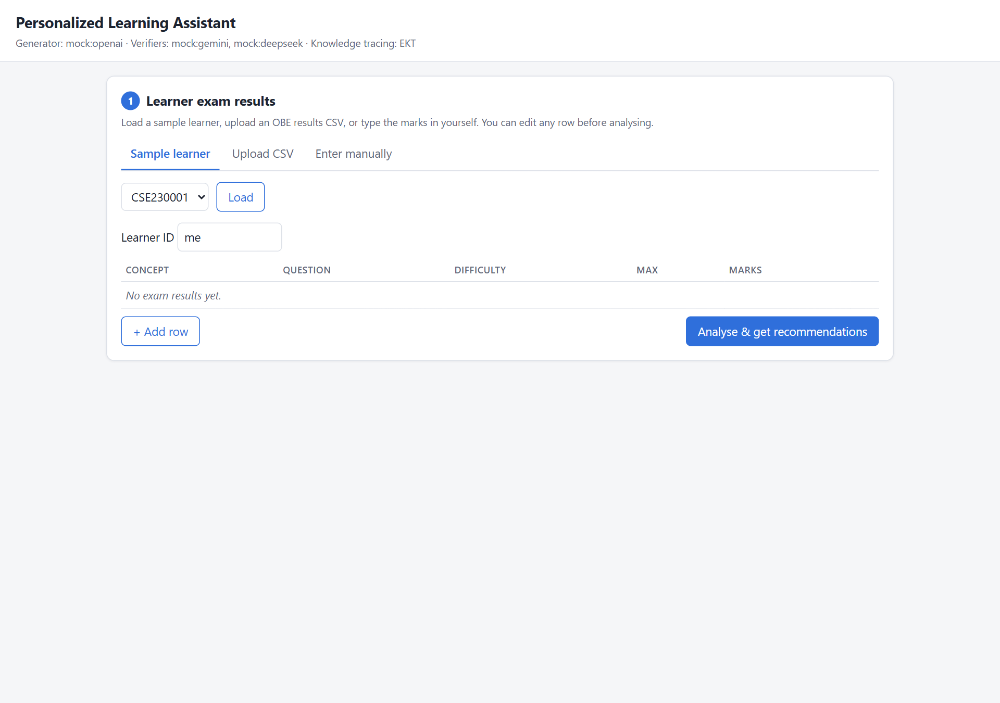 Personalized Learning Assistant
Generator: mock:openai · Verifiers: mock:gemini, mock:deepseek · Knowledge tracing: EKT
1 Learner exam results
Load a sample learner, upload an OBE results CSV, or type the marks in yourself. You can edit any row before analysing.
Sample learner Upload CSV Enter manually
CSE230001 Load
Learner ID me
CONCEPT QUESTION DIFFICULTY MAX MARKS
No exam results yet.
+ Add row Analyse & get recommendations